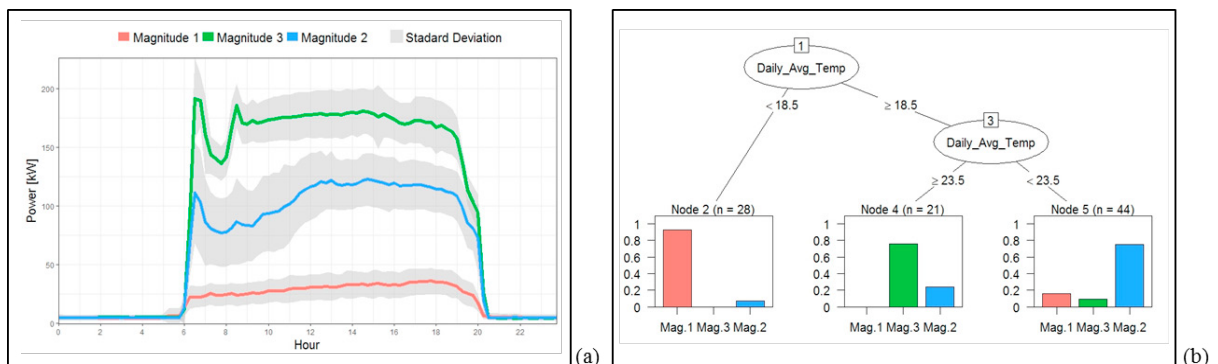 Magnitude 1 Magnitude 3 Magnitude 2 Stadard Deviation
200
150
100
50
0
Power [kW]
0 2 4 6 8 10 12 14 16 18 20 22
Hour
(a)
1
Daily_Avg_Temp
< 18.5 ≥ 18.5
3
Daily_Avg_Temp
≥ 23.5 < 23.5
Node 2 (n = 28) Node 4 (n = 21) Node 5 (n = 44)
1 1 1
0.8 0.8 0.8
0.6 0.6 0.6
0.4 0.4 0.4
0.2 0.2 0.2
0 0 0
Mag.1 Mag.3 Mag.2 Mag.1 Mag.3 Mag.2 Mag.1 Mag.3 Mag.2
(b)